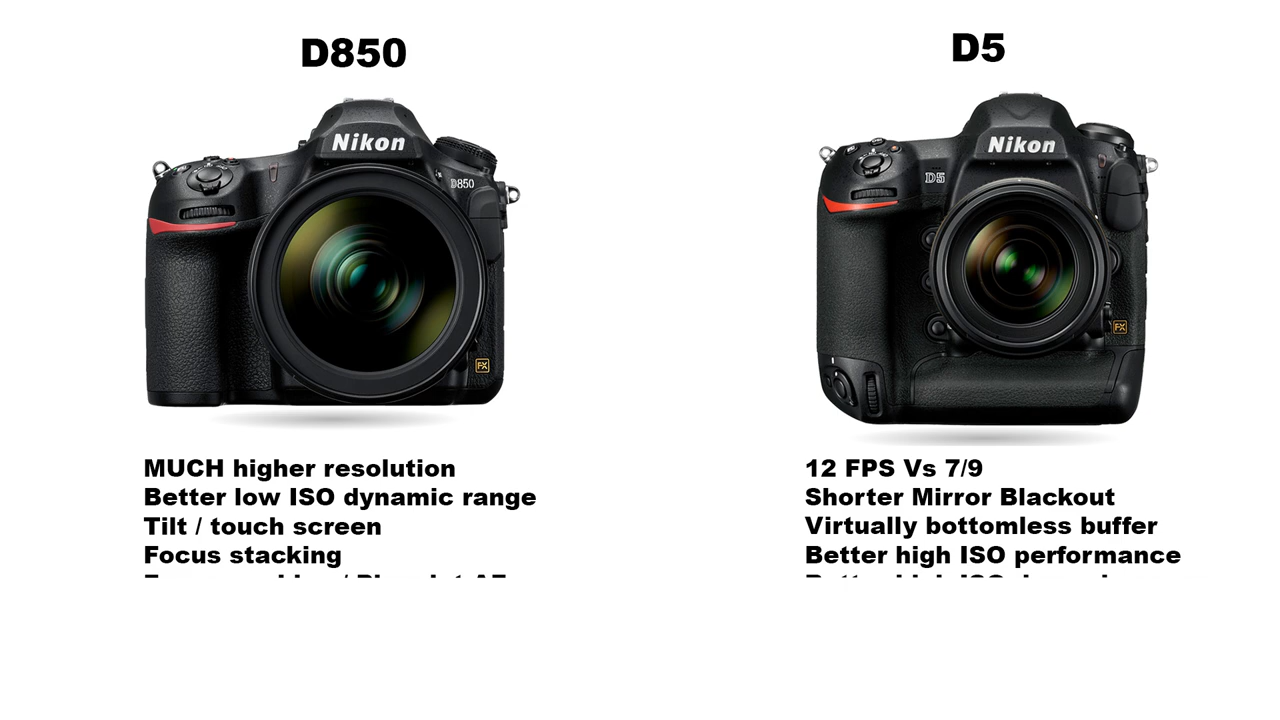 D850
D5
Nikon
D850
FX
Nikon
D5
FX
MUCH higher resolution
Better low ISO dynamic range
Tilt / touch screen
Focus stacking
12 FPS Vs 7/9
Shorter Mirror Blackout
Virtually bottomless buffer
Better high ISO performance